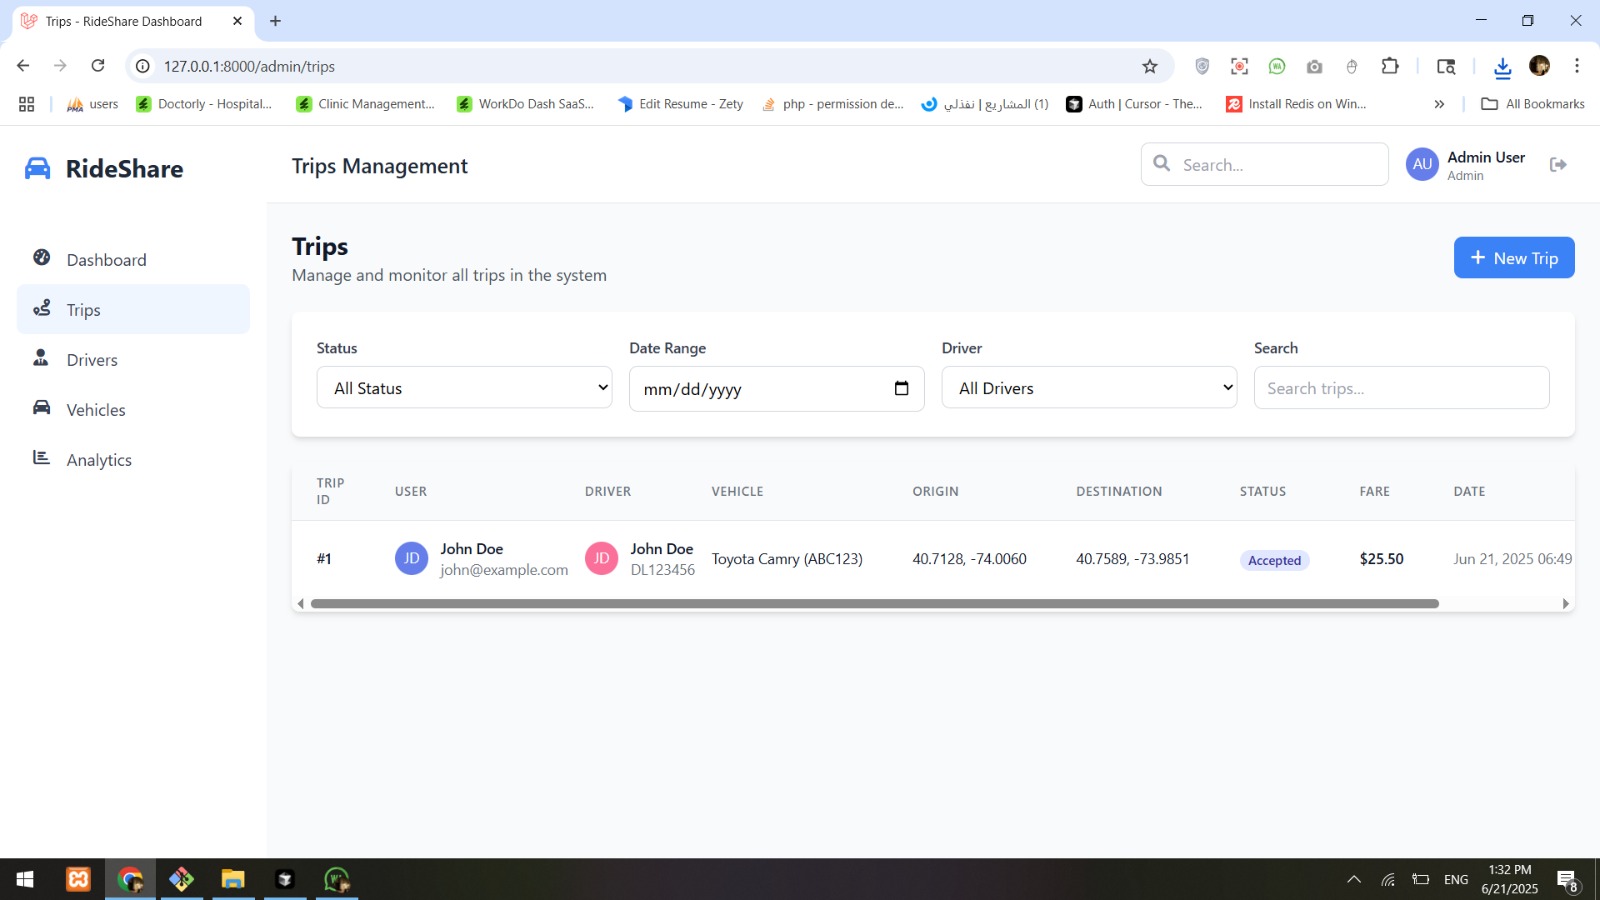 Trips - RideShare Dashboard
127.0.0.1:8000/admin/trips
users
Doctorly - Hospital...
Clinic Management...
WorkDo Dash SaaS...
Edit Resume - Zety
php - permission de...
(1) المشاريع | نفذلي
Auth | Cursor - The...
Install Redis on Win...
All Bookmarks
RideShare
Trips Management
Search...
AU
Admin User
Admin
Dashboard
Trips
Drivers
Vehicles
Analytics
Trips
Manage and monitor all trips in the system
New Trip
Status
Date Range
Driver
Search
All Status
mm/dd/yyyy
All Drivers
Search trips...
TRIP ID
USER
DRIVER
VEHICLE
ORIGIN
DESTINATION
STATUS
FARE
DATE
#1
JD
John Doe
john@example.com
JD
John Doe
DL123456
Toyota Camry (ABC123)
40.7128, -74.0060
40.7589, -73.9851
Accepted
$25.50
Jun 21, 2025 06:49
ENG
1:32 PM
6/21/2025
8